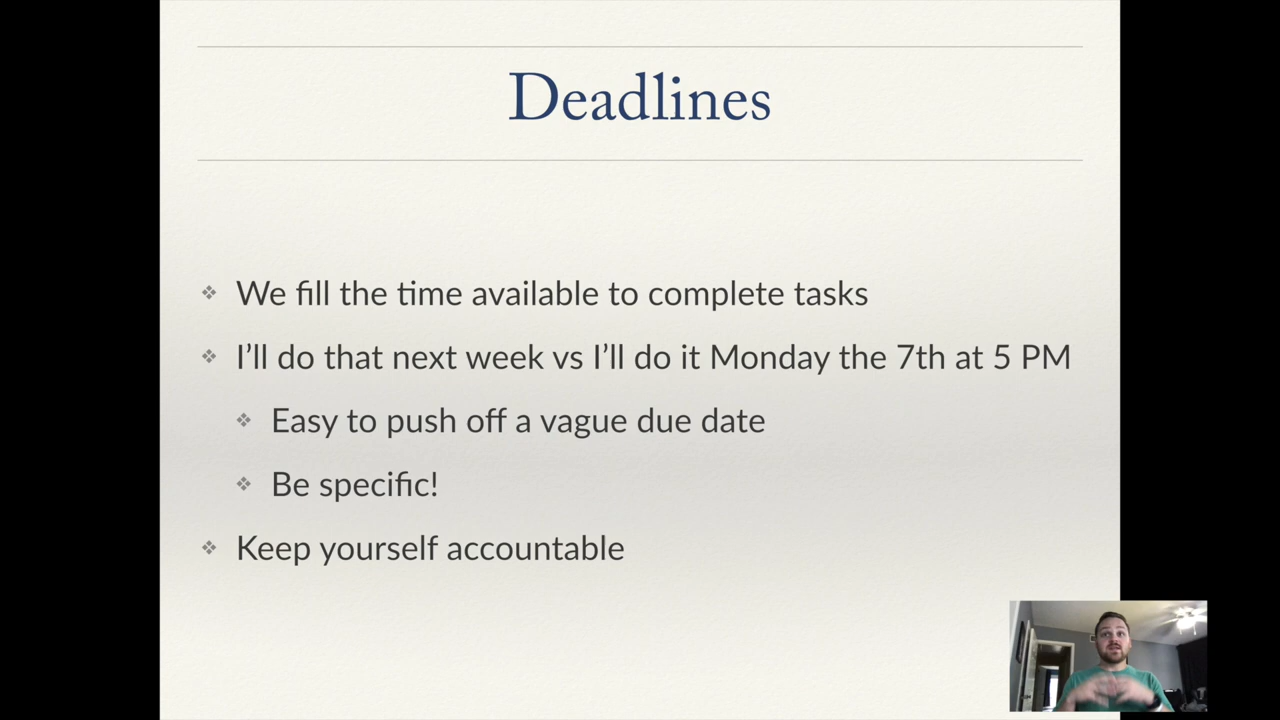 Deadlines
We fill the time available to complete tasks
I’ll do that next week vs I’ll do it Monday the 7th at 5 PM
Easy to push off a vague due date
Be specific!
Keep yourself accountable